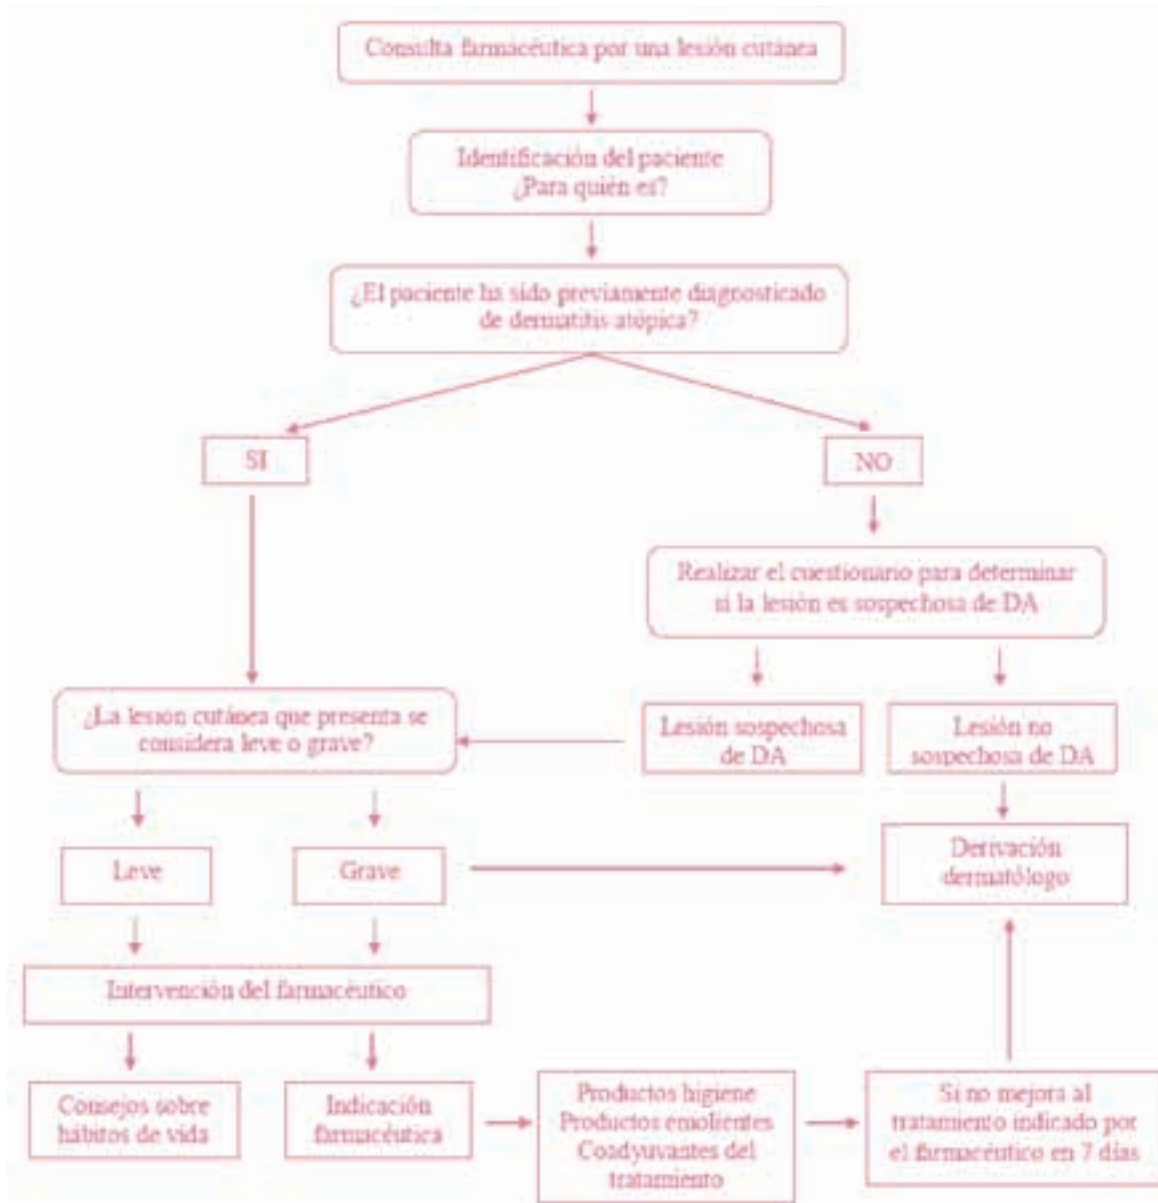 Consulta farmacéutica por una lesión cutánea
Identificación del paciente
¿Para quién es?
¿El paciente ha sido previamente diagnosticado
de dermatitis atópica?
SI
NO
Realizar el cuestionario para determinar
si la lesión es sospechosa de DA
¿La lesión cutánea que presenta se
considera leve o grave?
Lesión sospechosa
de DA
Lesión no
sospechosa de DA
Leve
Grave
Derivación
dermatólogo
Intervención del farmacéutico
Consejos sobre
hábitos de vida
Indicación
farmacéutica
Productos higiene
Productos emolientes
Coadyuvantes del
tratamiento
Si no mejora al
tratamiento indicado por
el farmacéutico en 7 días